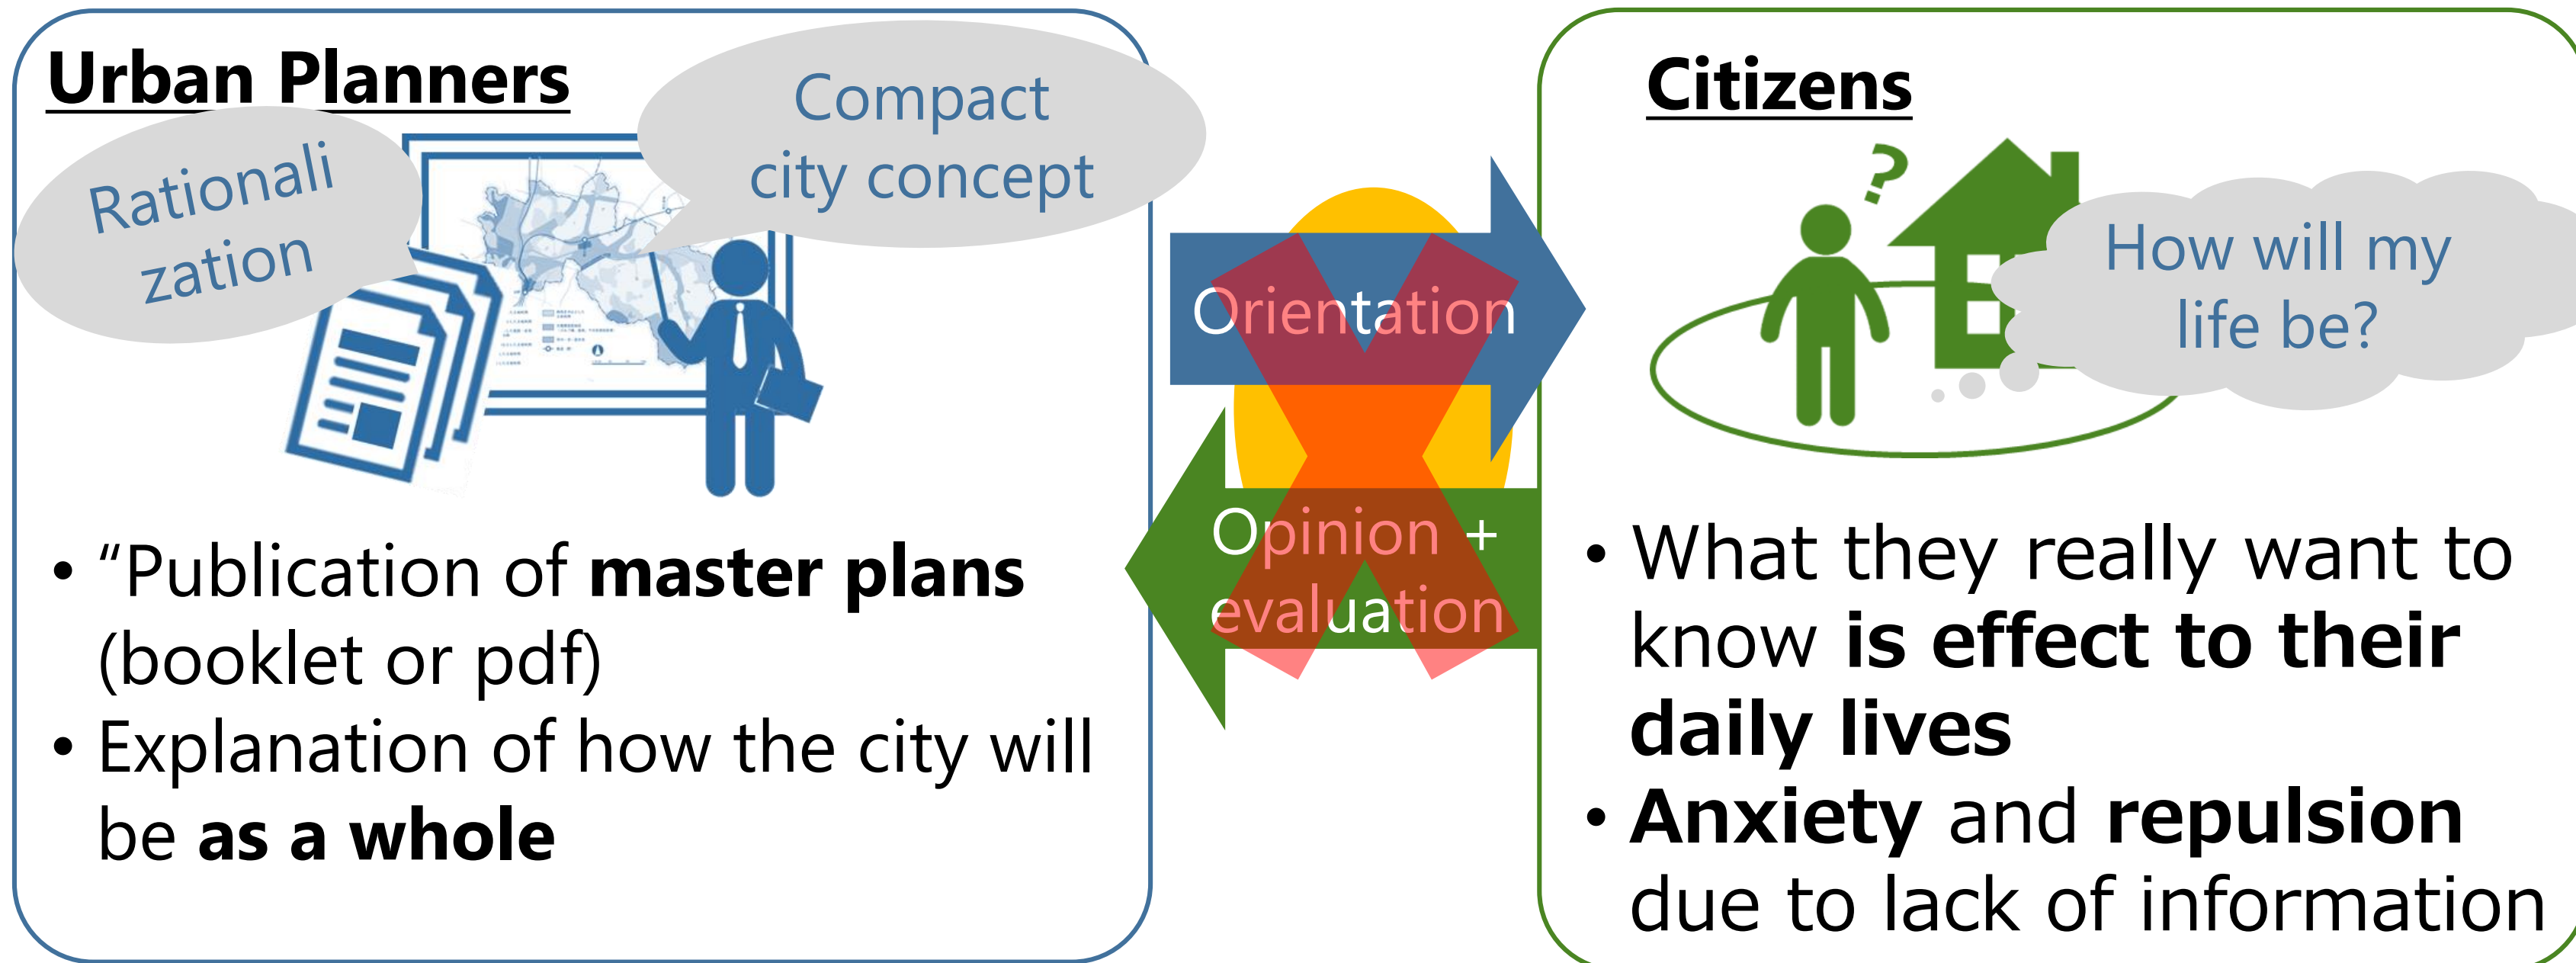 Urban Planners
Rationali
zation
Compact
city concept
• “Publication of master plans
(booklet or pdf)
• Explanation of how the city will
be as a whole
Orientation
Opinion +
evaluation
Citizens
?
How will my
life be?
• What they really want to
know is effect to their
daily lives
• Anxiety and repulsion
due to lack of information